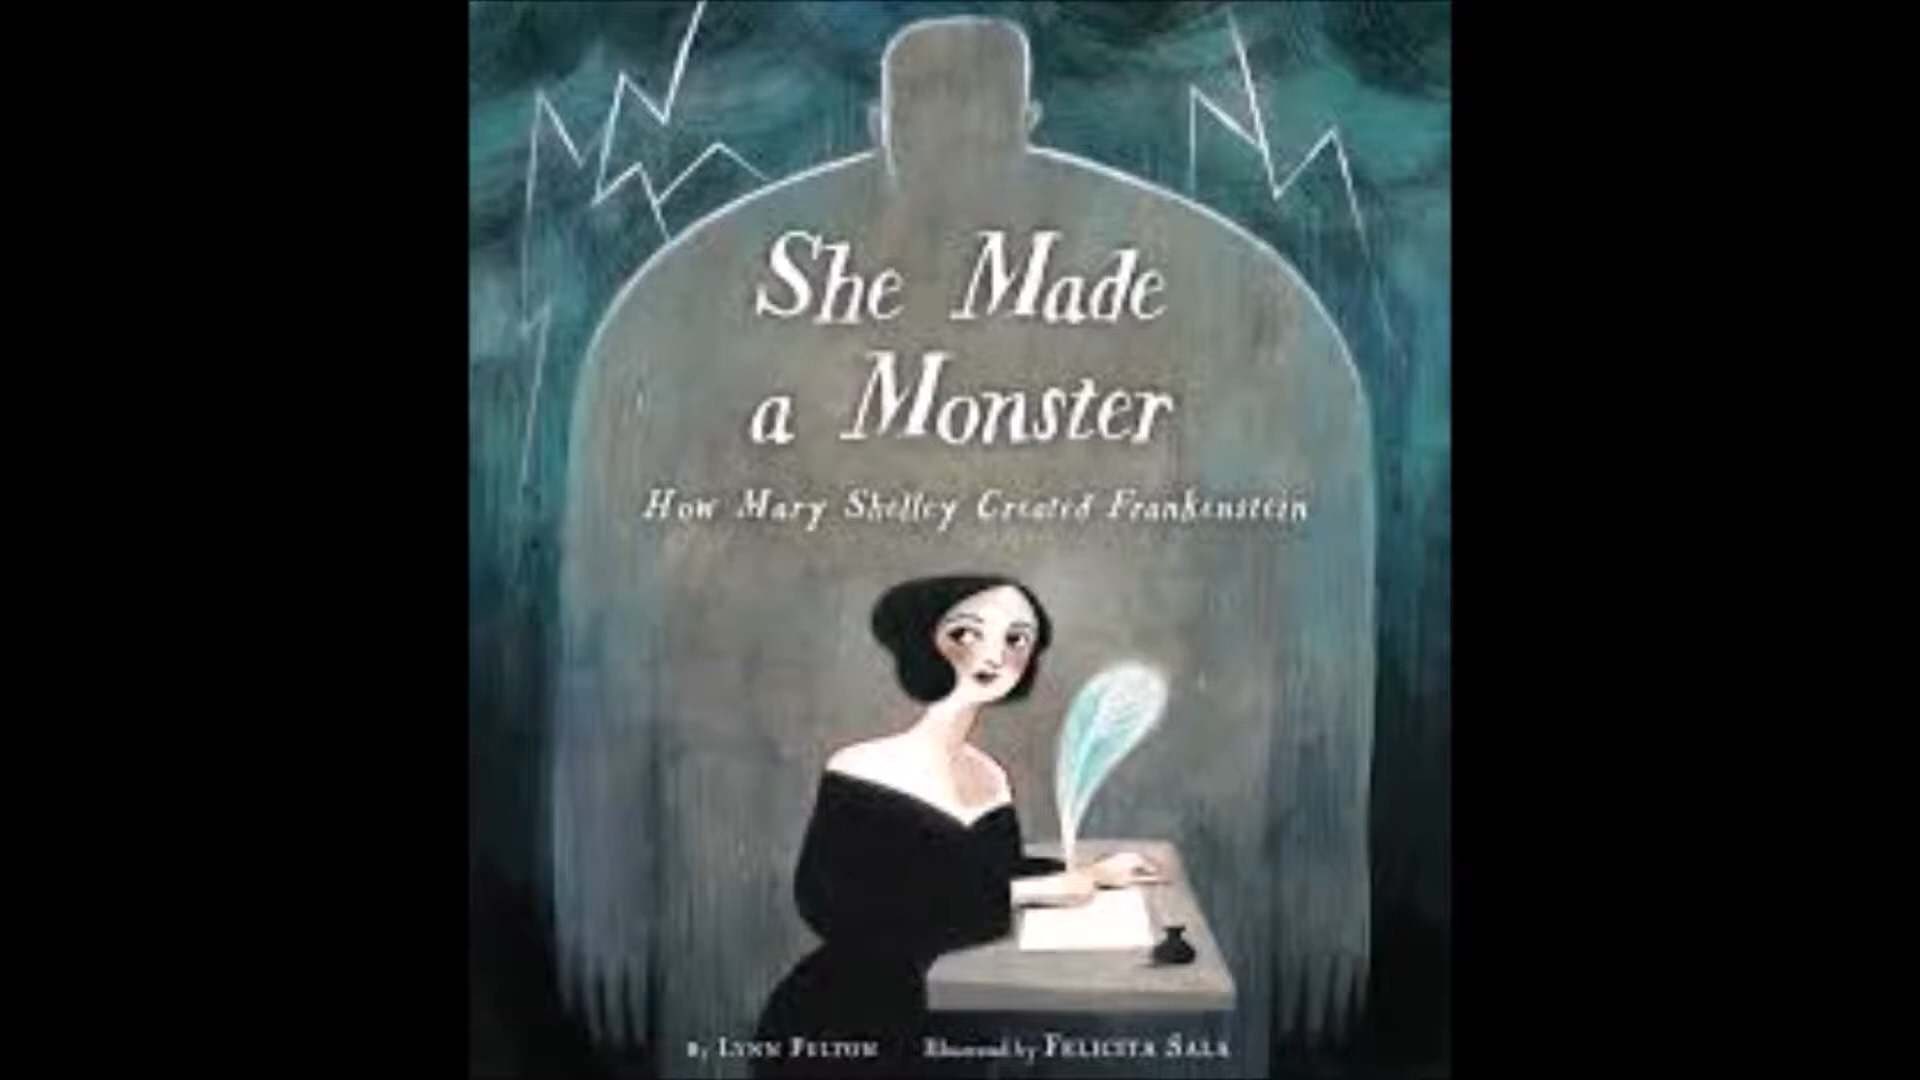 She Made
a Monster
How Mary Shelley Created Frankenstein
By LYNN FULTON Illustrated by FELICITA SALA